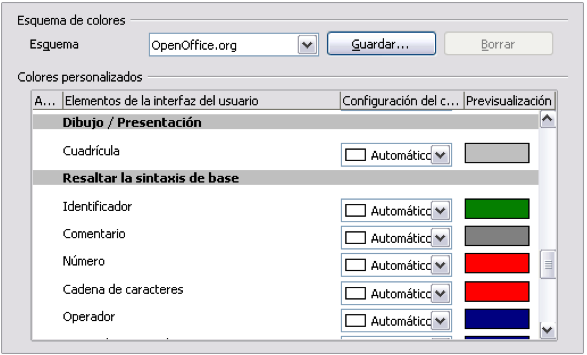 Esquema de colores
Esquema OpenOffice.org Guardar... Borrar
Colores personalizados
A... Elementos de la interfaz del usuario Configuración del c... Previsualización
Dibujo / Presentación
Cuadrícula Automático
Resaltar la sintaxis de base
Identificador Automático
Comentario Automático
Número Automático
Cadena de caracteres Automático
Operador Automático